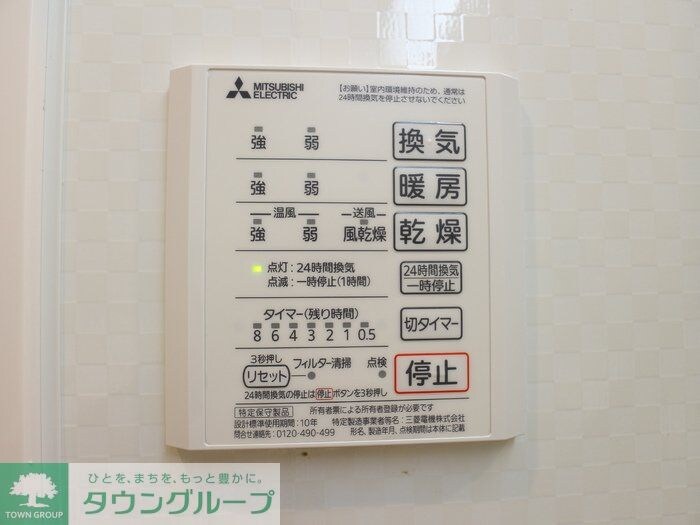 MITSUBISHI
ELECTRIC
【お願い】室内環境維持のため、通常は
24時間換気を停止させないでください
強 弱 換気
強 弱 暖房
温風 送風
強 弱 風乾燥 乾燥
点灯:24時間換気
点滅:一時停止(1時間)
24時間換気
一時停止
タイマー(残り時間)
8 6 4 3 2 1 0.5
切タイマー
3秒押し
リセット フィルター清掃 点検
停止
24時間換気の停止は停止ボタンを3秒押し
特定保守製品 所有者票による所有者登録が必要です
設計標準使用期間:10年 特定製造事業者等名:三菱電機株式会社
問合せ連絡先:0120-490-499 形名、製造年月、点検期間は本体に記載
TOWN GROUP
ひとを、まちを、もっと豊かに。
タウングループ